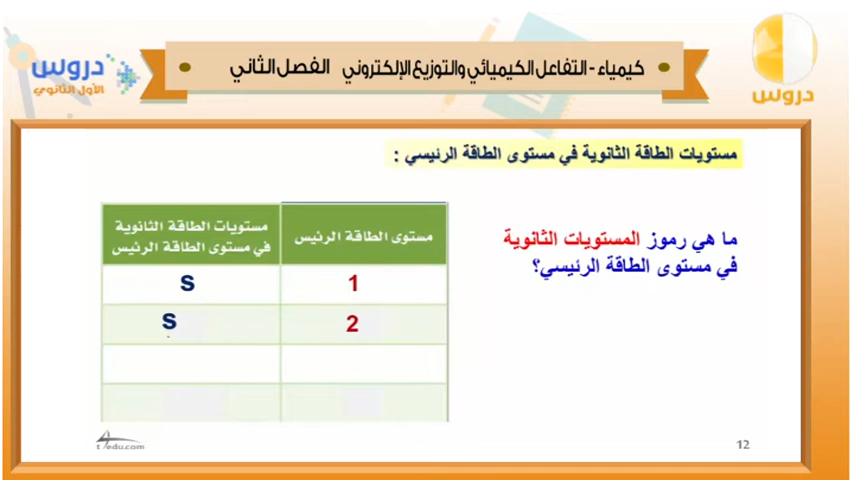 كيمياء - التفاعل الكيميائي والتوزيع الإلكتروني الفصل الثاني
دروس
الأول الثانوي
دروس
مستويات الطاقة الثانوية في مستوى الطاقة الرئيسي :
ما هي رموز المستويات الثانوية
في مستوى الطاقة الرئيسي؟
مستوى الطاقة الرئيس
مستويات الطاقة الثانوية
في مستوى الطاقة الرئيس
1 s
2 s
12
t4edu.com